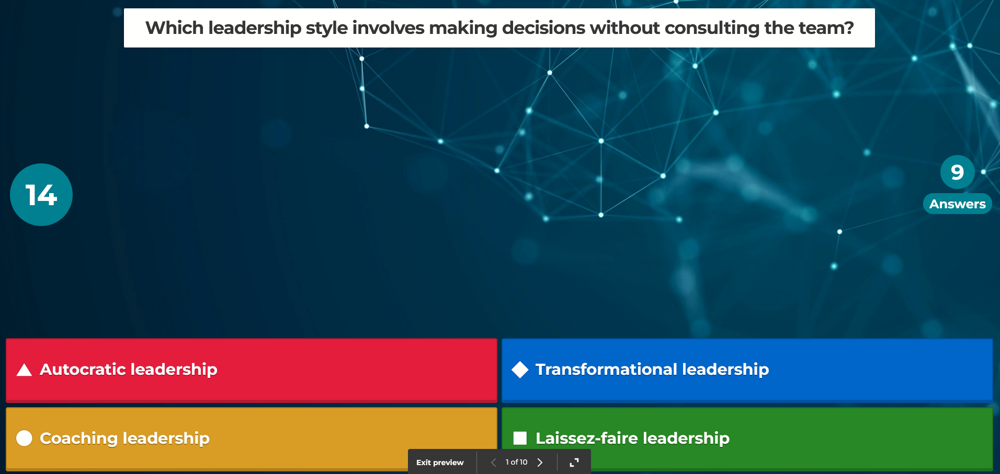 Which leadership style involves making decisions without consulting the team?
14
9
Answers
Autocratic leadership
Transformational leadership
Coaching leadership
Laissez-faire leadership
Exit preview
1 of 10